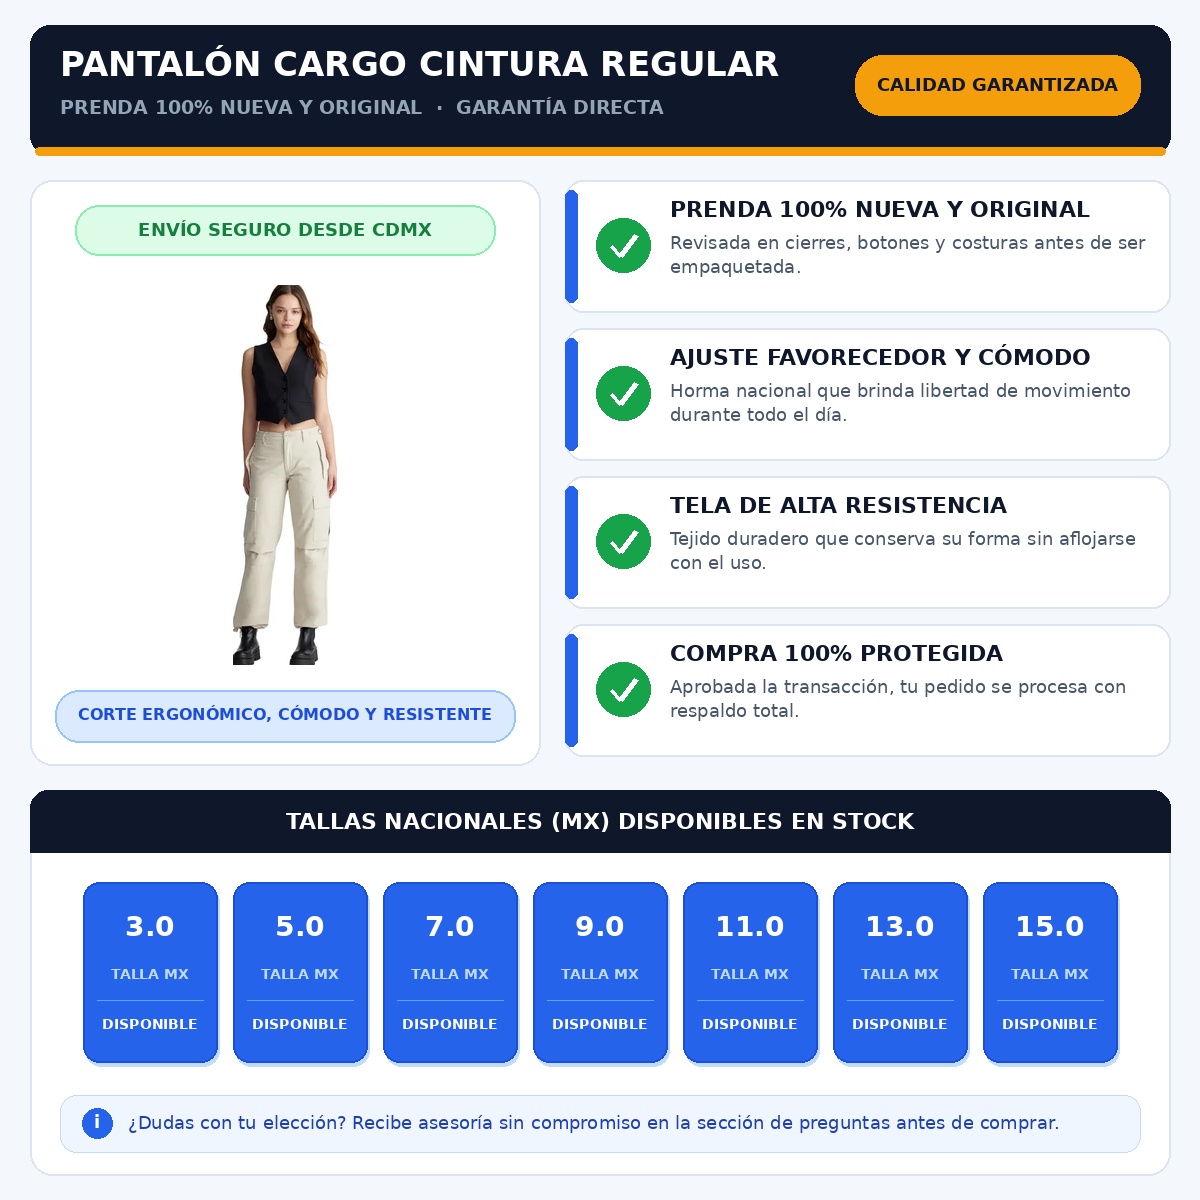 PANTALÓN CARGO CINTURA REGULAR
PRENDA 100% NUEVA Y ORIGINAL · GARANTÍA DIRECTA
CALIDAD GARANTIZADA
ENVÍO SEGURO DESDE CDMX
CORTE ERGONÓMICO, CÓMODO Y RESISTENTE
PRENDA 100% NUEVA Y ORIGINAL
Revisada en cierres, botones y costuras antes de ser
empaquetada.
AJUSTE FAVORECEDOR Y CÓMODO
Horma nacional que brinda libertad de movimiento
durante todo el día.
TELA DE ALTA RESISTENCIA
Tejido duradero que conserva su forma sin aflojarse
con el uso.
COMPRA 100% PROTEGIDA
Aprobada la transacción, tu pedido se procesa con
respaldo total.
TALLAS NACIONALES (MX) DISPONIBLES EN STOCK
3.0
TALLA MX
DISPONIBLE
5.0
TALLA MX
DISPONIBLE
7.0
TALLA MX
DISPONIBLE
9.0
TALLA MX
DISPONIBLE
11.0
TALLA MX
DISPONIBLE
13.0
TALLA MX
DISPONIBLE
15.0
TALLA MX
DISPONIBLE
i ¿Dudas con tu elección? Recibe asesoría sin compromiso en la sección de preguntas antes de comprar.